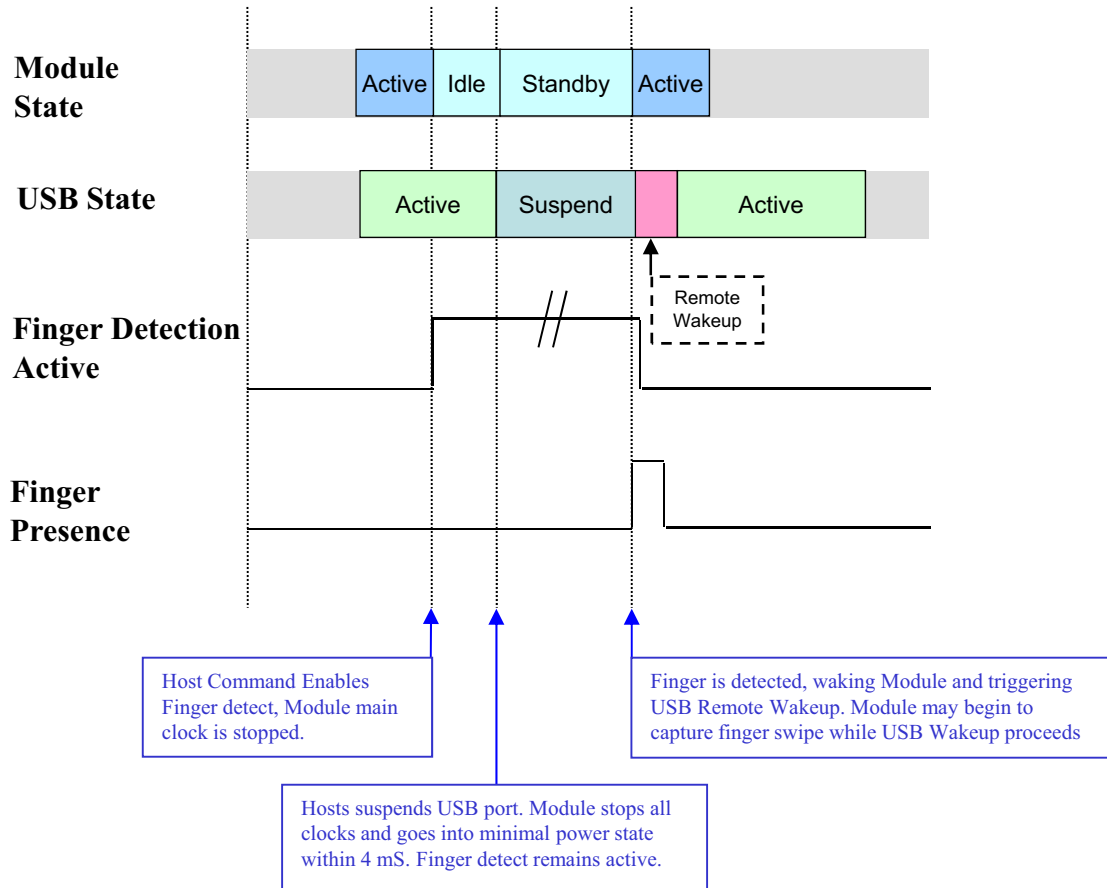 Module
State
Active
Idle
Standby
Active
USB State
Active
Suspend
Active
Remote
Wakeup
Finger Detection
Active
Finger
Presence
Host Command Enables
Finger detect, Module main
clock is stopped.
Finger is detected, waking Module and triggering
USB Remote Wakeup. Module may begin to
capture finger swipe while USB Wakeup proceeds
Hosts suspends USB port. Module stops all
clocks and goes into minimal power state
within 4 mS. Finger detect remains active.